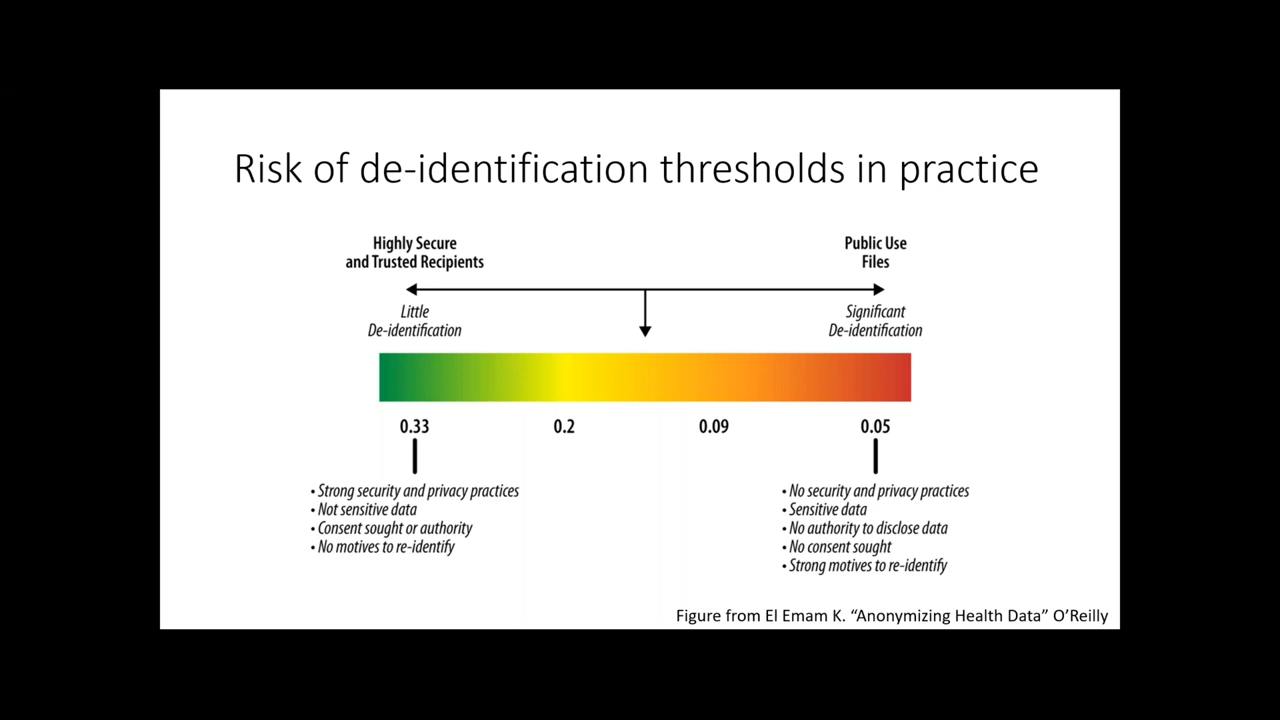 Risk of de-identification thresholds in practice
Highly Secure
and Trusted Recipients
Public Use
Files
Little
De-identification
Significant
De-identification
0.33
0.2
0.09
0.05
• Strong security and privacy practices
• Not sensitive data
• Consent sought or authority
• No motives to re-identify
• No security and privacy practices
• Sensitive data
• No authority to disclose data
• No consent sought
• Strong motives to re-identify
Figure from El Emam K. “Anonymizing Health Data” O’Reilly